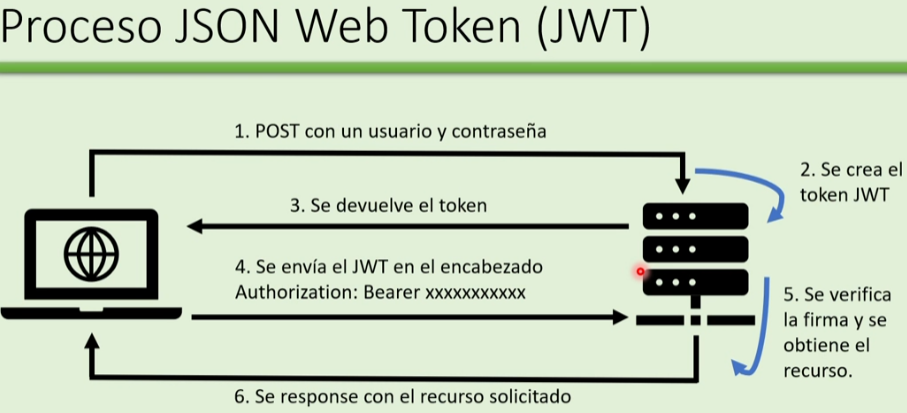 Proceso JSON Web Token (JWT)
1. POST con un usuario y contraseña
2. Se crea el
token JWT
3. Se devuelve el token
4. Se envía el JWT en el encabezado
Authorization: Bearer xxxxxxxxxxx
5. Se verifica
la firma y se
obtiene el
recurso.
6. Se response con el recurso solicitado